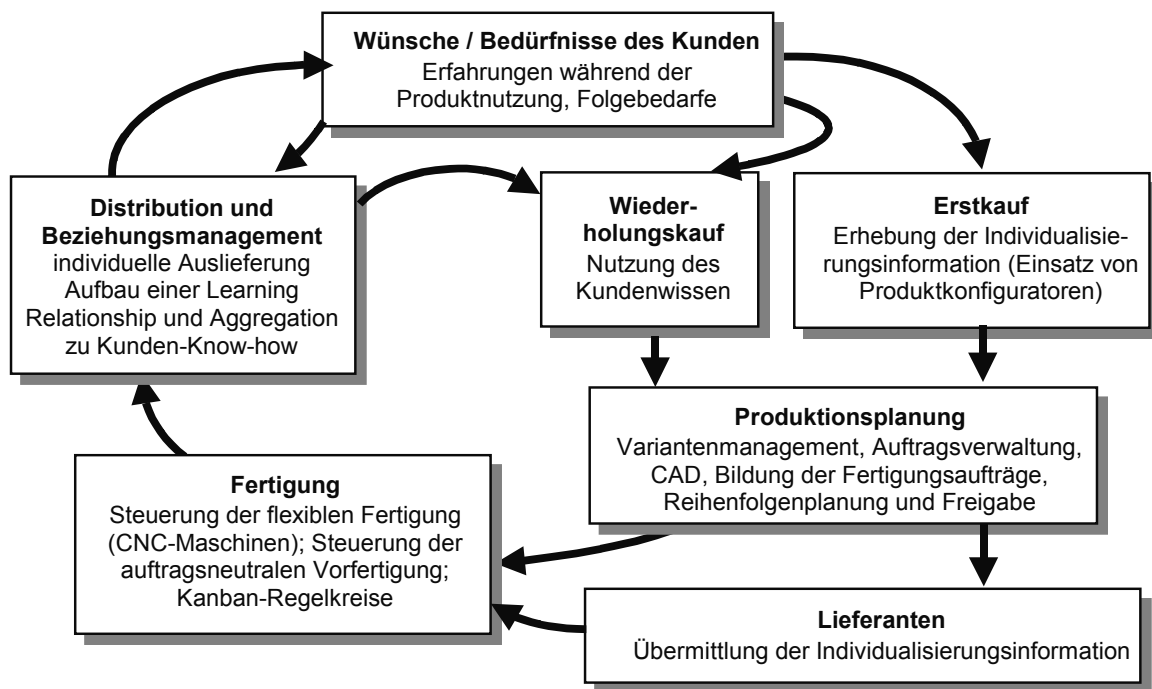 Wünsche / Bedürfnisse des Kunden
Erfahrungen während der
Produktnutzung, Folgebedarfe
Distribution und
Beziehungsmanagement
individuelle Auslieferung
Aufbau einer Learning
Relationship und Aggregation
zu Kunden-Know-how
Wieder-
holungskauf
Nutzung des
Kundenwissen
Erstkauf
Erhebung der Individualisie-
rungsinformation (Einsatz von
Produktkonfiguratoren)
Produktionsplanung
Variantenmanagement, Auftragsverwaltung,
CAD, Bildung der Fertigungsaufträge,
Reihenfolgenplanung und Freigabe
Fertigung
Steuerung der flexiblen Fertigung
(CNC-Maschinen); Steuerung der
auftragsneutralen Vorfertigung;
Kanban-Regelkreise
Lieferanten
Übermittlung der Individualisierungsinformation